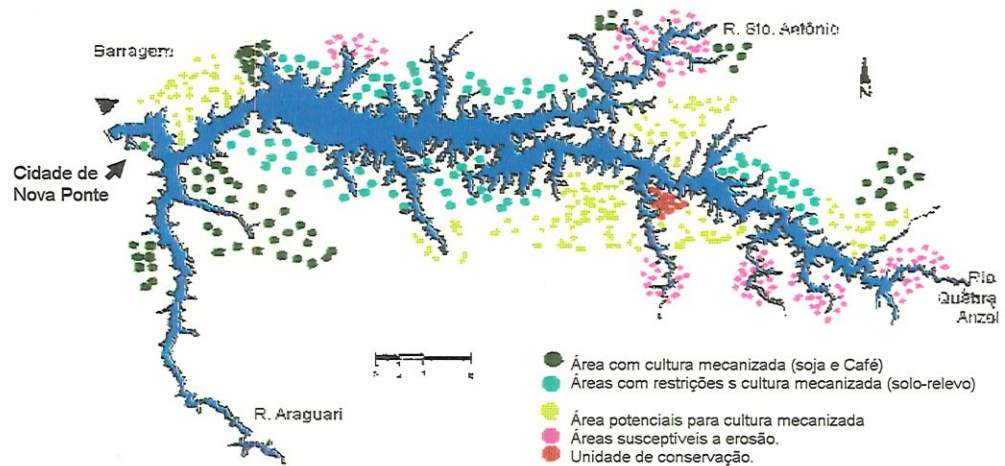 R. Sto. Antônio
Barragem
N
Cidade de
Nova Ponte
Rio
Quebra
Anzol
R. Araguari
Área com cultura mecanizada (soja e Café)
Áreas com restrições s cultura mecanizada (solo-relevo)
Área potenciais para cultura mecanizada
Áreas susceptíveis a erosão.
Unidade de conservação.